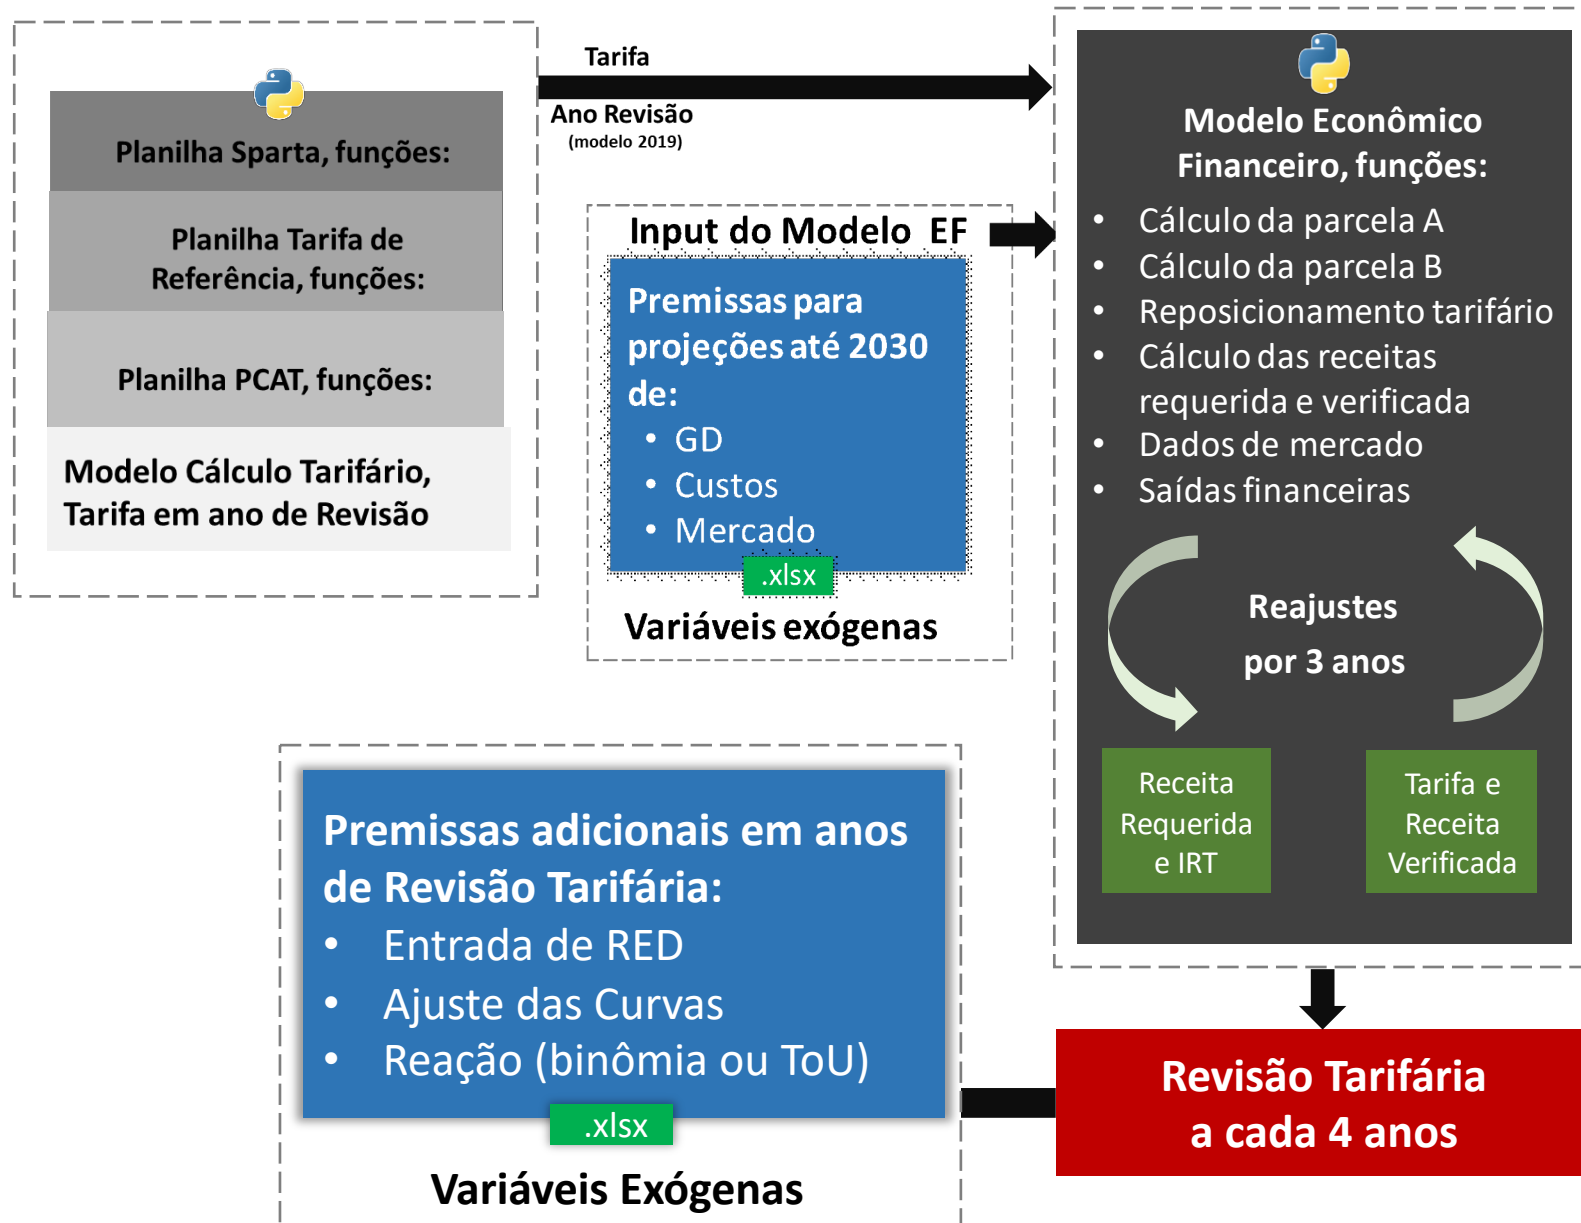 Planilha Sparta, funções:
Planilha Tarifa de
Referência, funções:
Planilha PCAT, funções:
Modelo Cálculo Tarifário,
Tarifa em ano de Revisão
Tarifa
Ano Revisão
(modelo 2019)
Input do Modelo EF
Premissas para
projeções até 2030
de:
• GD
• Custos
• Mercado
.xlsx
Variáveis exógenas
Modelo Econômico
Financeiro, funções:
• Cálculo da parcela A
• Cálculo da parcela B
• Reposicionamento tarifário
• Cálculo das receitas
requerida e verificada
• Dados de mercado
• Saídas financeiras
Reajustes
por 3 anos
Receita
Requerida
e IRT
Tarifa e
Receita
Verificada
Premissas adicionais em anos
de Revisão Tarifária:
• Entrada de RED
• Ajuste das Curvas
• Reação (binômia ou ToU)
.xlsx
Variáveis Exógenas
Revisão Tarifária
a cada 4 anos